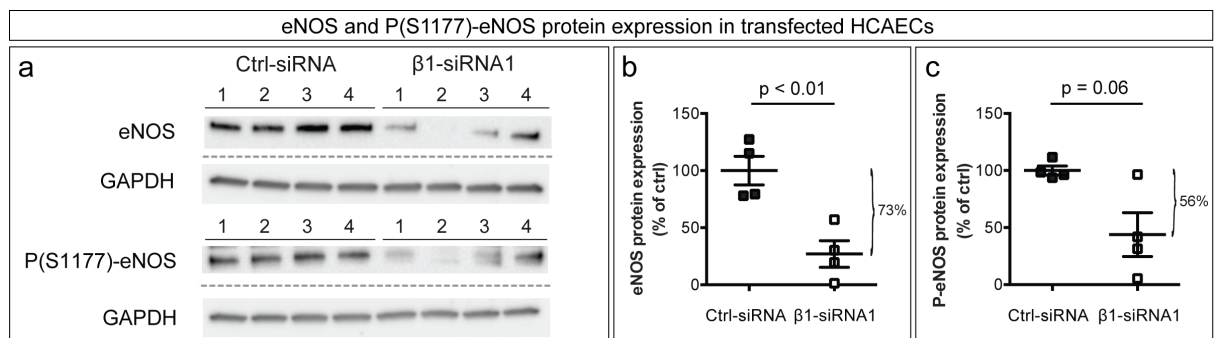 eNOS and P(S1177)-eNOS protein expression in transfected HCAECs
a
Ctrl-siRNA β1-siRNA1
1 2 3 4 1 2 3 4
eNOS
GAPDH
1 2 3 4 1 2 3 4
P(S1177)-eNOS
GAPDH
b
p < 0.01
eNOS protein expression
(% of ctrl)
150
100
50
0
73%
Ctrl-siRNA β1-siRNA1
c
p = 0.06
P-eNOS protein expression
(% of ctrl)
150
100
50
0
56%
Ctrl-siRNA β1-siRNA1